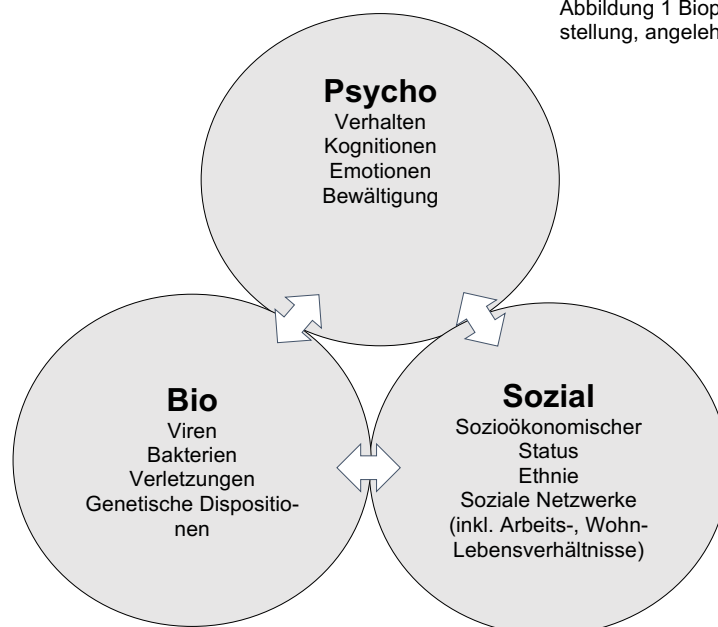 Abbildung 1 Biop
stellung, angeleh
Psycho
Verhalten
Kognitionen
Emotionen
Bewältigung
Bio
Viren
Bakterien
Verletzungen
Genetische Dispositio-
nen
Sozial
Sozioökonomischer
Status
Ethnie
Soziale Netzwerke
(inkl. Arbeits-, Wohn-
Lebensverhältnisse)